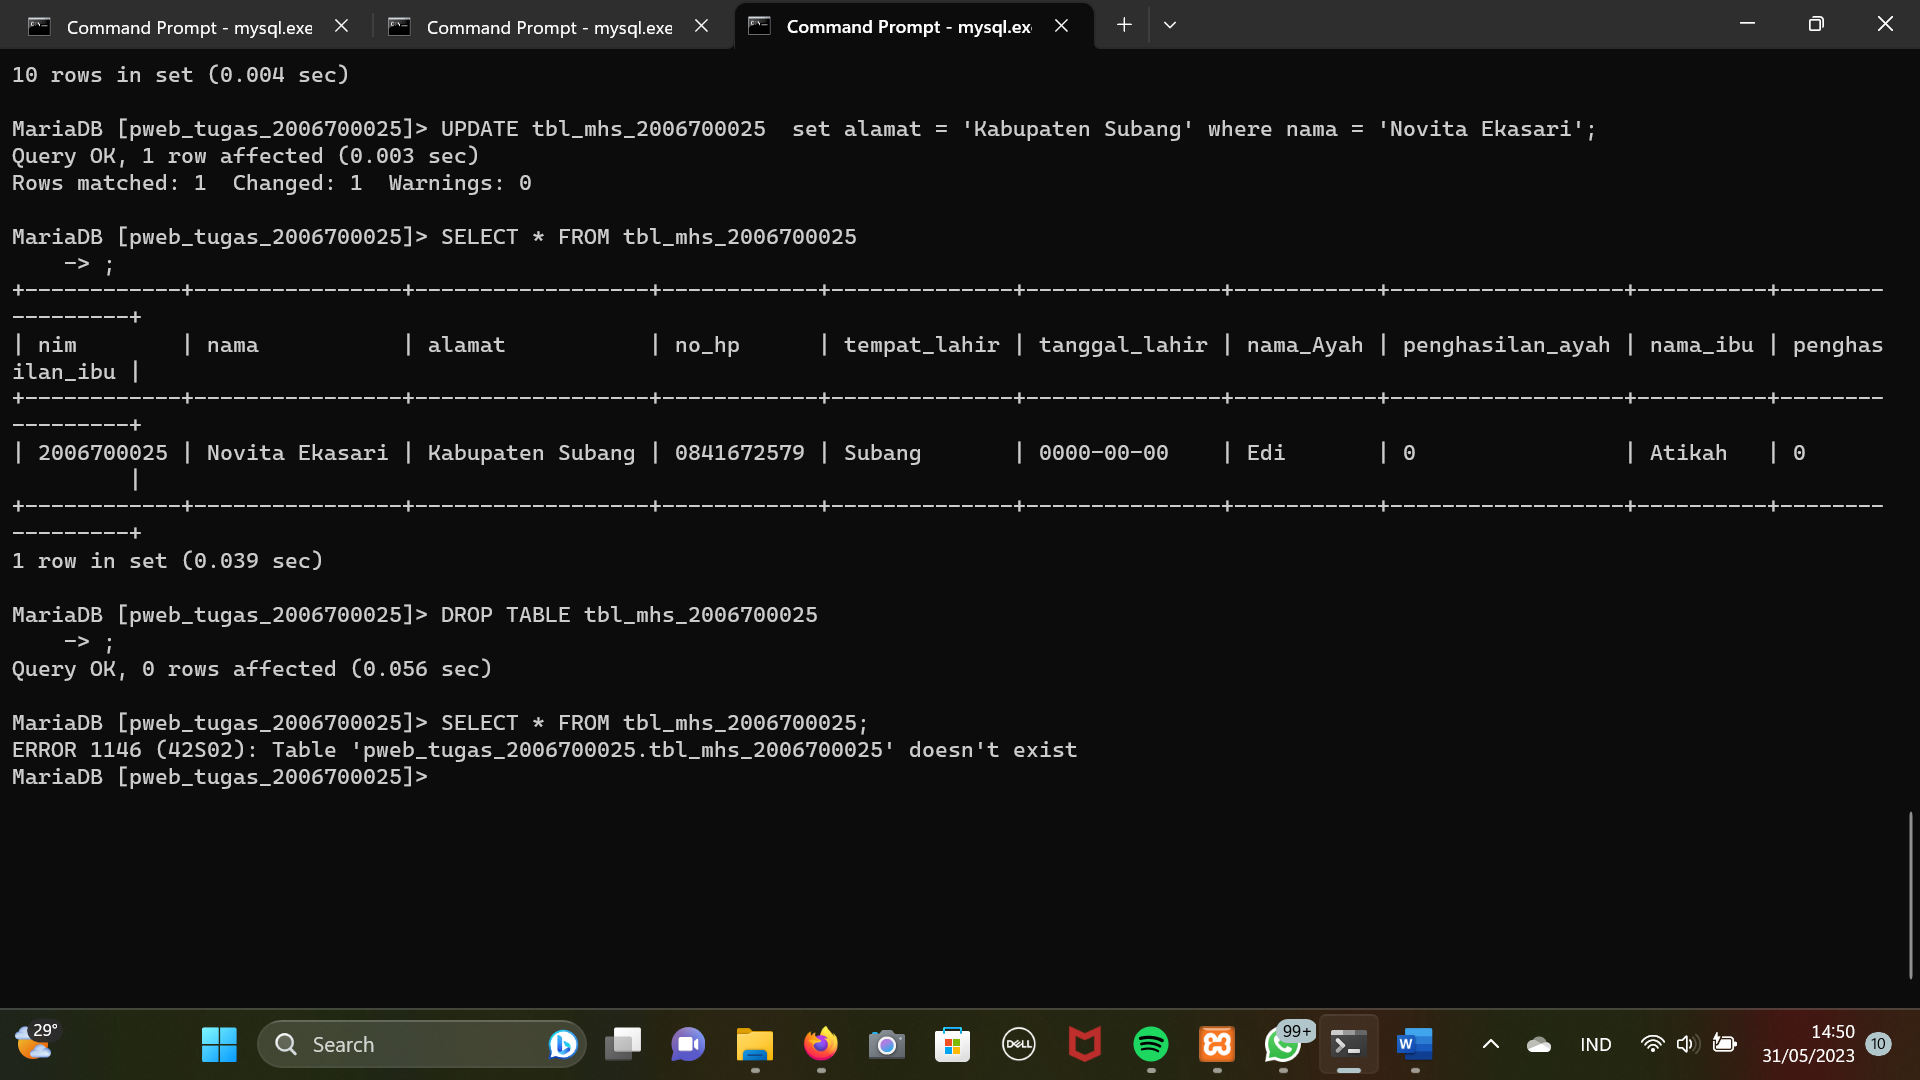 Command Prompt - mysql.exe
Command Prompt - mysql.exe
Command Prompt - mysql.ex
10 rows in set (0.004 sec)
MariaDB [pweb_tugas_2006700025]> UPDATE tbl_mhs_2006700025  set alamat = 'Kabupaten Subang' where nama = 'Novita Ekasari';
Query OK, 1 row affected (0.003 sec)
Rows matched: 1  Changed: 1  Warnings: 0
MariaDB [pweb_tugas_2006700025]> SELECT * FROM tbl_mhs_2006700025
    -> ;
+------------+----------------+------------------+------------+--------------+---------------+-----------+------------------+----------+--------
---------+
| nim        | nama           | alamat           | no_hp      | tempat_lahir | tanggal_lahir | nama_Ayah | penghasilan_ayah | nama_ibu | penghas
ilan_ibu |
+------------+----------------+------------------+------------+--------------+---------------+-----------+------------------+----------+--------
---------+
| 2006700025 | Novita Ekasari | Kabupaten Subang | 0841672579 | Subang       | 0000-00-00    | Edi       | 0                | Atikah   | 0
         |
+------------+----------------+------------------+------------+--------------+---------------+-----------+------------------+----------+--------
---------+
1 row in set (0.039 sec)
MariaDB [pweb_tugas_2006700025]> DROP TABLE tbl_mhs_2006700025
    -> ;
Query OK, 0 rows affected (0.056 sec)
MariaDB [pweb_tugas_2006700025]> SELECT * FROM tbl_mhs_2006700025;
ERROR 1146 (42S02): Table 'pweb_tugas_2006700025.tbl_mhs_2006700025' doesn't exist
MariaDB [pweb_tugas_2006700025]>
29°
Search
DELL
99+
W
IND
14:50
31/05/2023
10